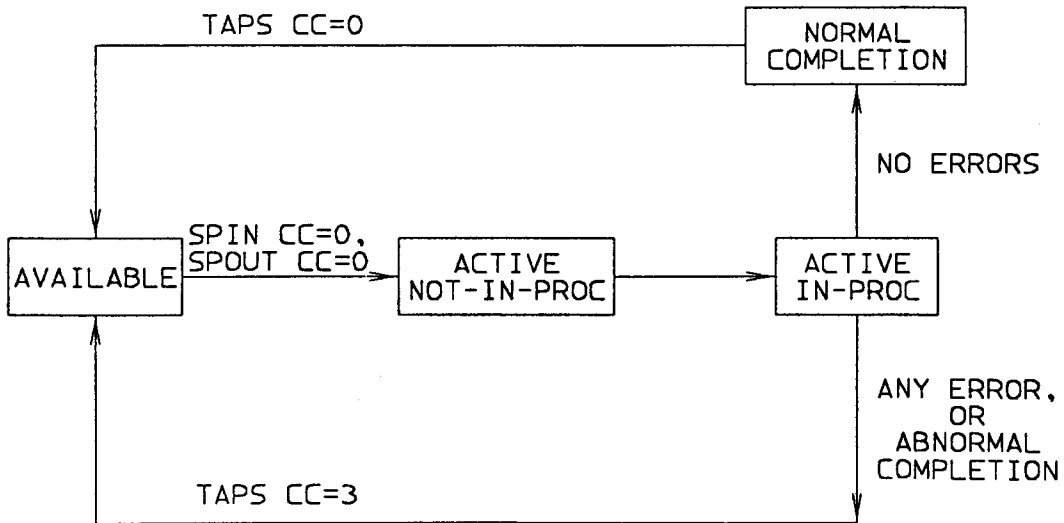 TAPS CC=0
NORMAL
COMPLETION
NO ERRORS
AVAILABLE
SPIN CC=0,
SPOUT CC=0
ACTIVE
NOT-IN-PROC
ACTIVE
IN-PROC
ANY ERROR,
OR
ABNORMAL
COMPLETION
TAPS CC=3